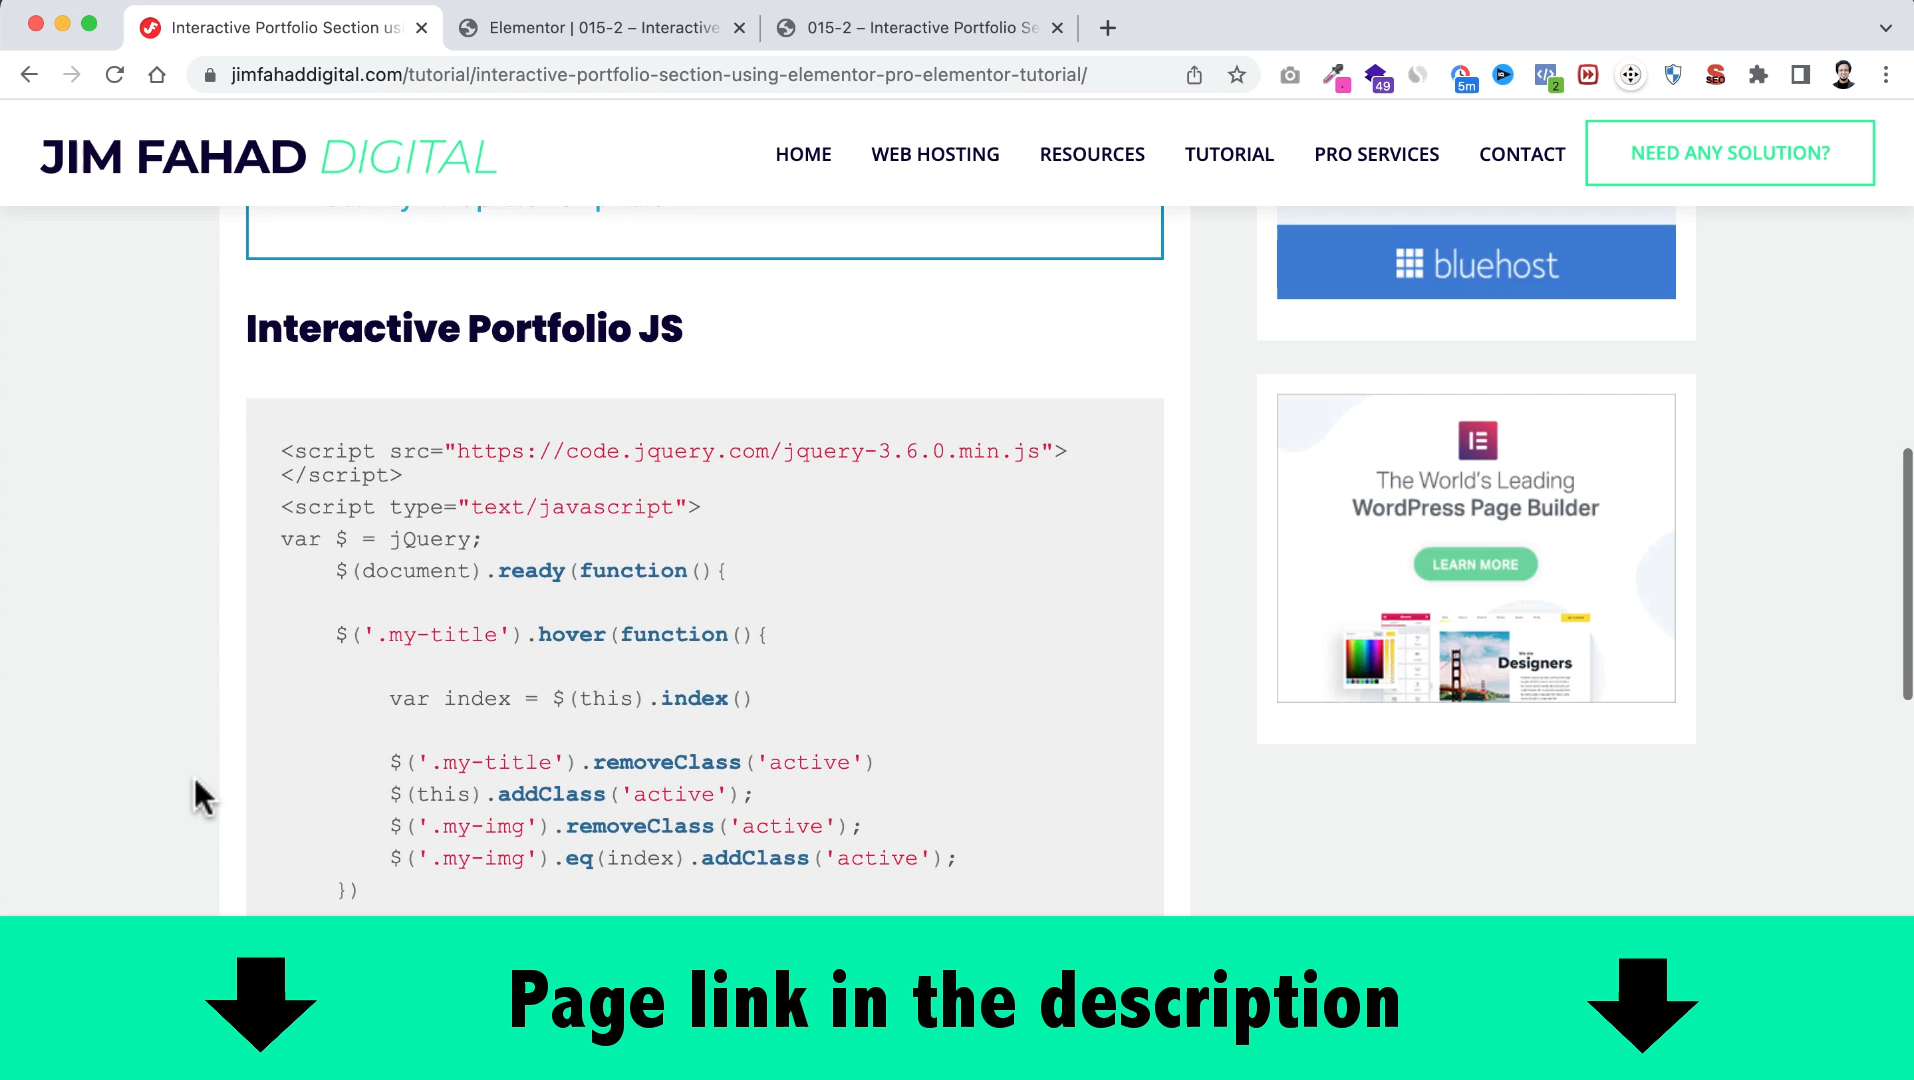 Interactive Portfolio Section us
Elementor | 015-2 – Interactive
015-2 – Interactive Portfolio Se
jimfahaddigital.com/tutorial/interactive-portfolio-section-using-elementor-pro-elementor-tutorial/
49
5m
2
SEO
JIM FAHAD DIGITAL
HOME
WEB HOSTING
RESOURCES
TUTORIAL
PRO SERVICES
CONTACT
NEED ANY SOLUTION?
bluehost
Interactive Portfolio JS
<script src="https://code.jquery.com/jquery-3.6.0.min.js">
</script>
<script type="text/javascript">
var $ = jQuery;
$(document).ready(function(){
$('.my-title').hover(function(){
var index = $(this).index()
$('.my-title').removeClass('active')
$(this).addClass('active');
$('.my-img').removeClass('active');
$('.my-img').eq(index).addClass('active');
})
The World's Leading
WordPress Page Builder
LEARN MORE
Designers
Page link in the description